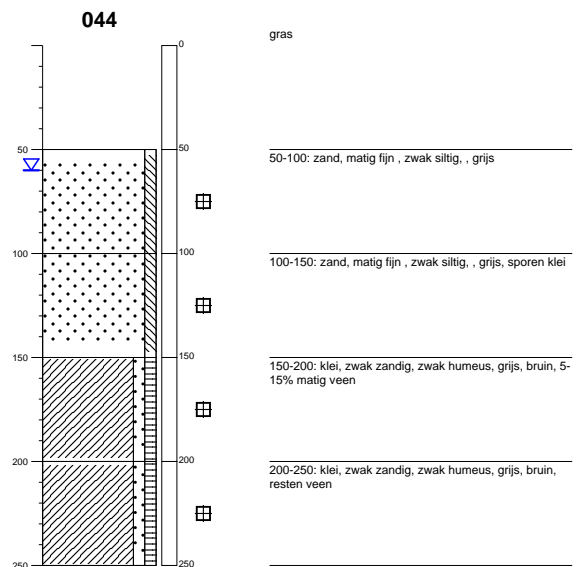 044
0
gras
50
50
50-100: zand, matig fijn , zwak siltig, , grijs
100
100
100-150: zand, matig fijn , zwak siltig, , grijs, sporen klei
150
150
150-200: klei, zwak zandig, zwak humeus, grijs, bruin, 5-
15% matig veen
200
200
200-250: klei, zwak zandig, zwak humeus, grijs, bruin,
resten veen
250
250